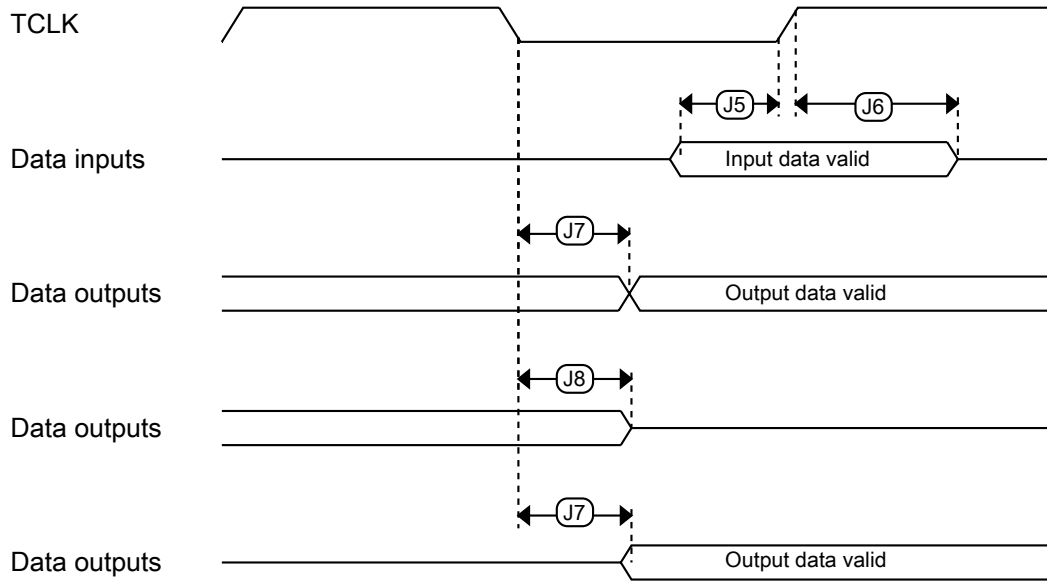 TCLK
J5
J6
Data inputs
Input data valid
J7
Data outputs
Output data valid
J8
Data outputs
J7
Data outputs
Output data valid